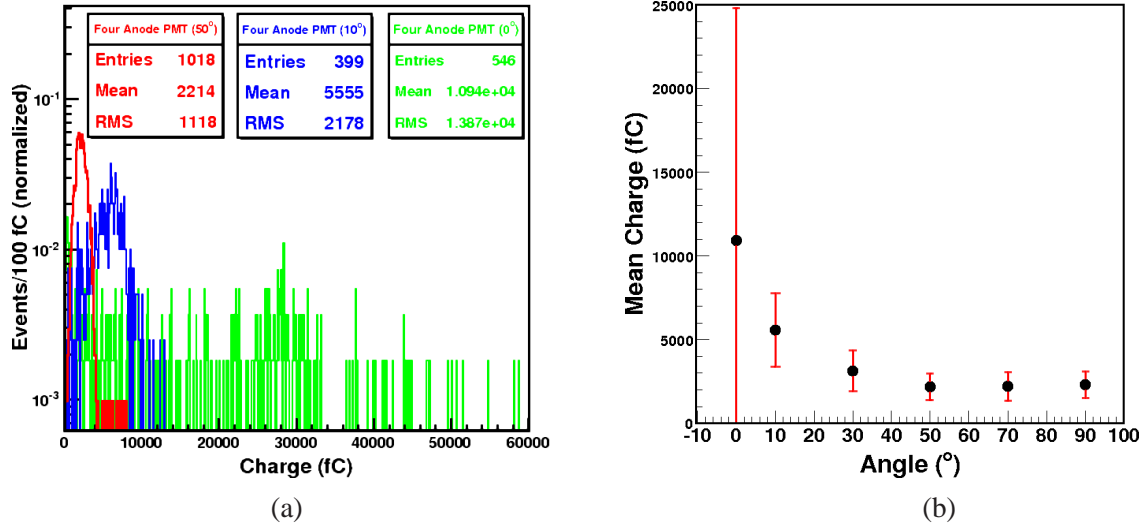 Four Anode PMT (50°)
Entries 1018
Mean 2214
RMS 1118
Four Anode PMT (10°)
Entries 399
Mean 5555
RMS 2178
Four Anode PMT (0°)
Entries 546
Mean 1.094e+04
RMS 1.387e+04
Events/100 fC (normalized)
10⁻¹
10⁻²
10⁻³
0 10000 20000 30000 40000 50000 60000
Charge (fC)
(a)
Mean Charge (fC)
25000
20000
15000
10000
5000
0
-10 0 10 20 30 40 50 60 70 80 90 100
Angle (°)
(b)